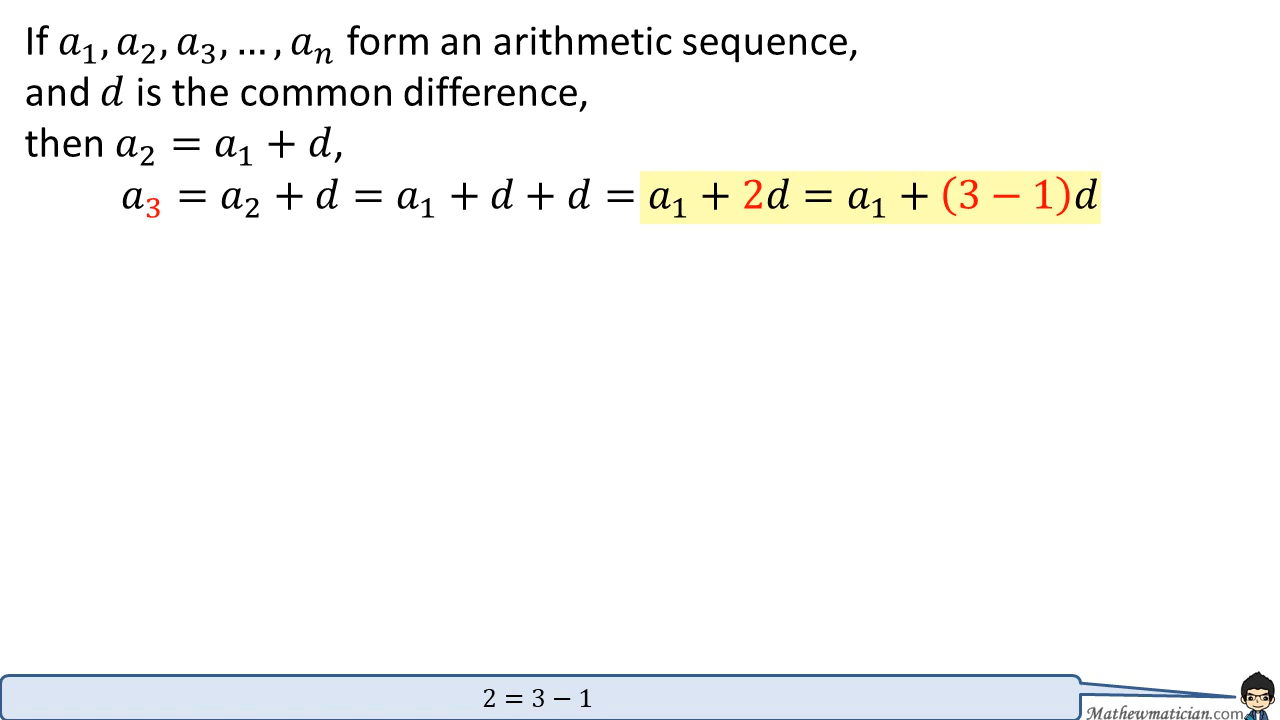 If 𝑎₁, 𝑎₂, 𝑎₃, … , 𝑎ₙ form an arithmetic sequence,
and 𝑑 is the common difference,
then 𝑎₂ = 𝑎₁ + 𝑑,
𝑎₃ = 𝑎₂ + 𝑑 = 𝑎₁ + 𝑑 + 𝑑 = 𝑎₁ + 2𝑑 = 𝑎₁ + (3 − 1)𝑑
2 = 3 − 1
Mathewmatician.com